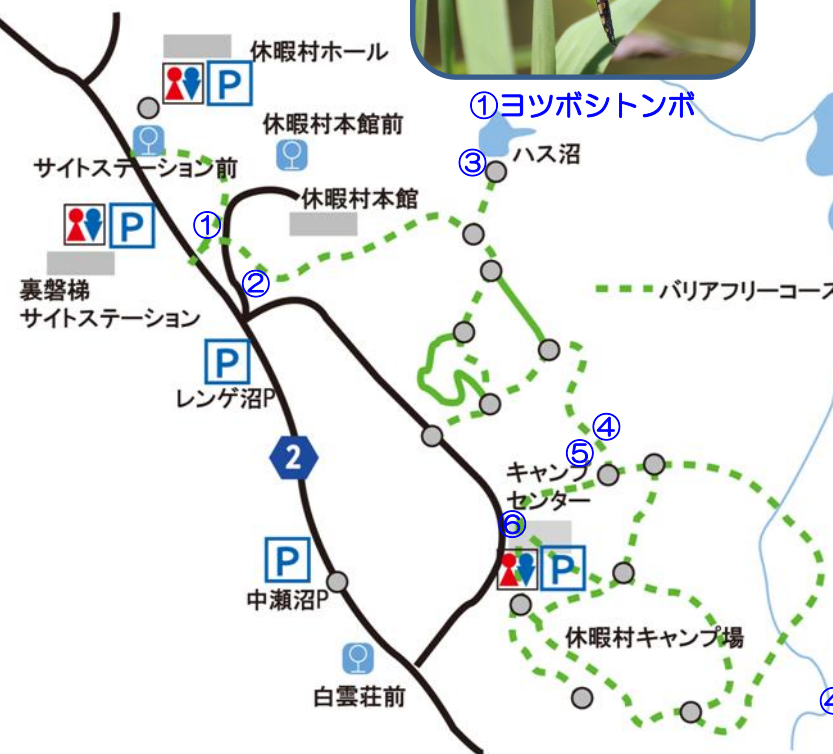 休暇村ホール
P
①ヨツボシトンボ
休暇村本館前
③
ハス沼
サイトステーション前
休暇村本館
P
①
裏磐梯
サイトステーション
②
バリアフリーコース
P
レンゲ沼P
2
④
⑤
キャンプ
センター
⑥
P
P
中瀬沼P
休暇村キャンプ場
白雲荘前
④